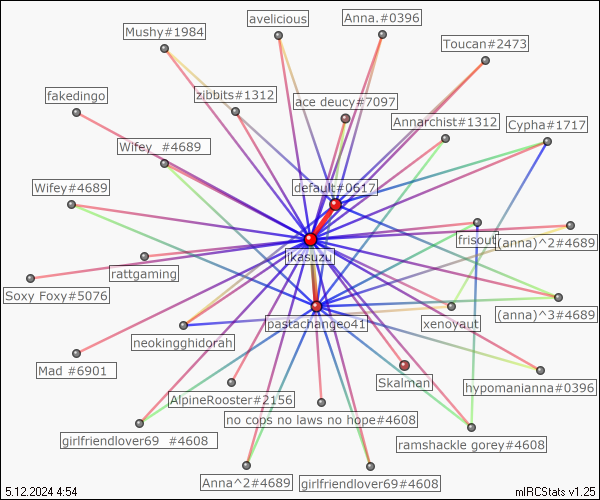 avelicious
Anna.#0396
Mushy#1984
Toucan#2473
fakedingo
zibbits#1312
ace deucy#7097
Annarchist#1312
Cypha#1717
Wifey  #4689
Wifey#4689
default#0617
ikasuzu
frisout
(anna)^2#4689
rattgaming
Soxy Foxy#5076
(anna)^3#4689
pastachangeo41
xenoyaut
neokingghidorah
Mad #6901
Skalman
hypomanianna#0396
AlpineRooster#2156
no cops no laws no hope#4608
girlfriendlover69  #4608
ramshackle gorey#4608
Anna^2#4689
girlfriendlover69#4608
5.12.2024 4:54
mIRCStats v1.25